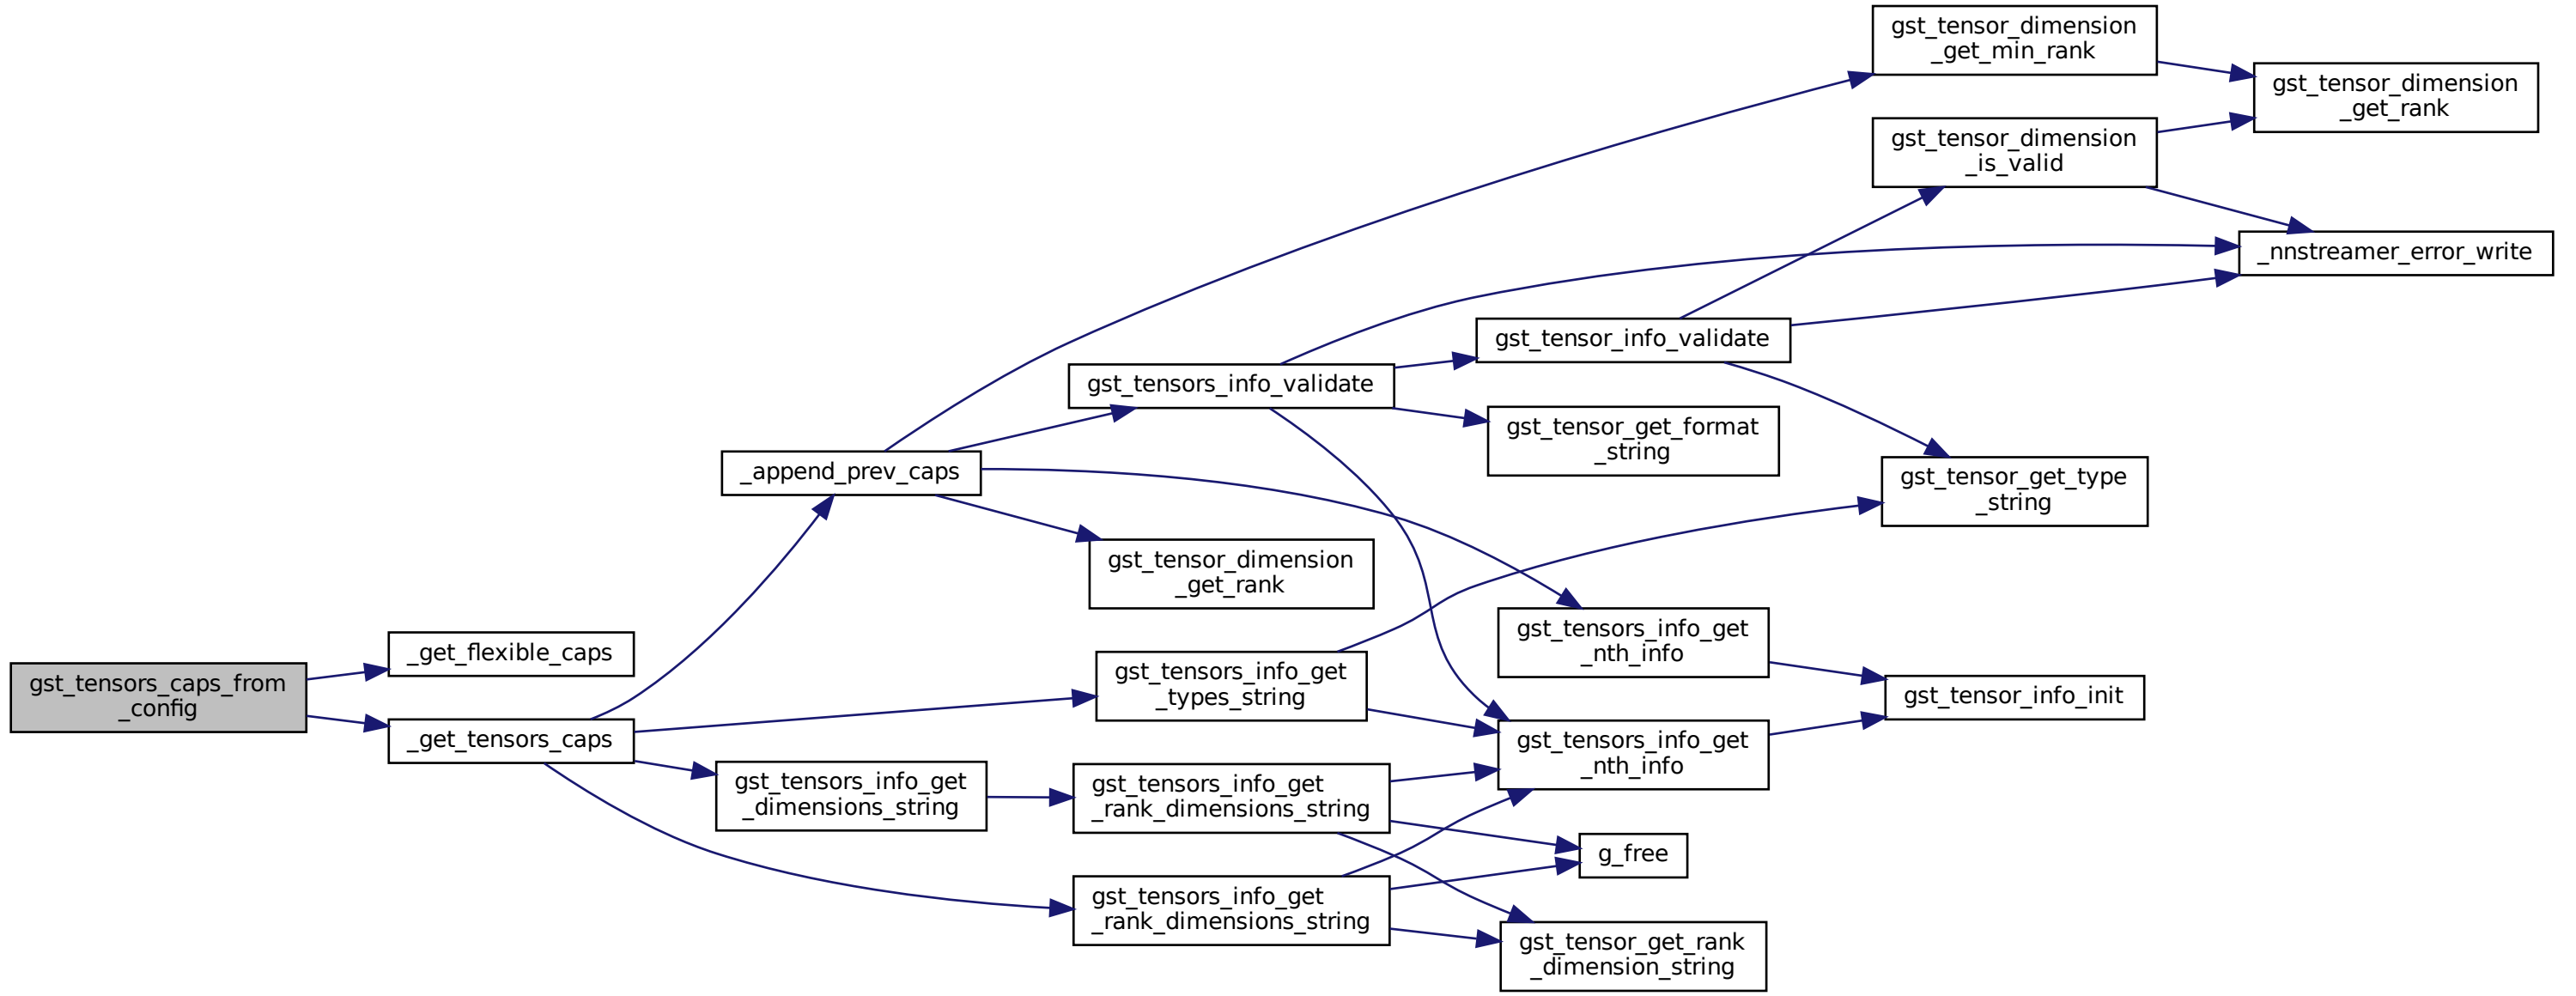 gst_tensors_caps_from
_config
_get_flexible_caps
_get_tensors_caps
_append_prev_caps
gst_tensors_info_get
_dimensions_string
gst_tensors_info_validate
gst_tensor_dimension
_get_rank
gst_tensors_info_get
_types_string
gst_tensors_info_get
_rank_dimensions_string
gst_tensors_info_get
_rank_dimensions_string
gst_tensor_info_validate
gst_tensor_get_format
_string
gst_tensors_info_get
_nth_info
gst_tensors_info_get
_nth_info
g_free
gst_tensor_get_rank
_dimension_string
gst_tensor_dimension
_get_min_rank
gst_tensor_dimension
_is_valid
gst_tensor_get_type
_string
gst_tensor_info_init
gst_tensor_dimension
_get_rank
_nnstreamer_error_write